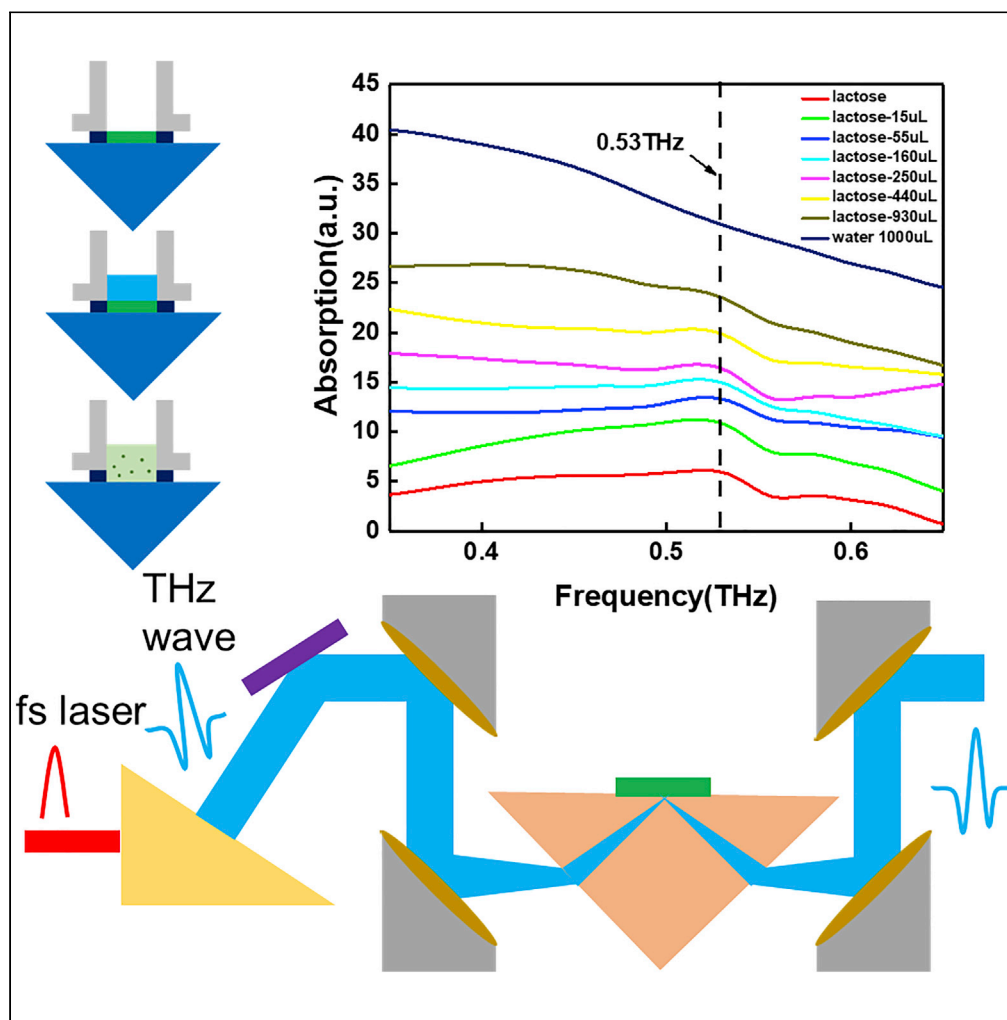 45
40
35
30
25
20
15
10
5
0
Absorption(a.u.)
0.53THz
lactose
lactose-15uL
lactose-55uL
lactose-160uL
lactose-250uL
lactose-440uL
lactose-930uL
water 1000uL
0.4
0.5
0.6
Frequency(THz)
THz
wave
fs laser